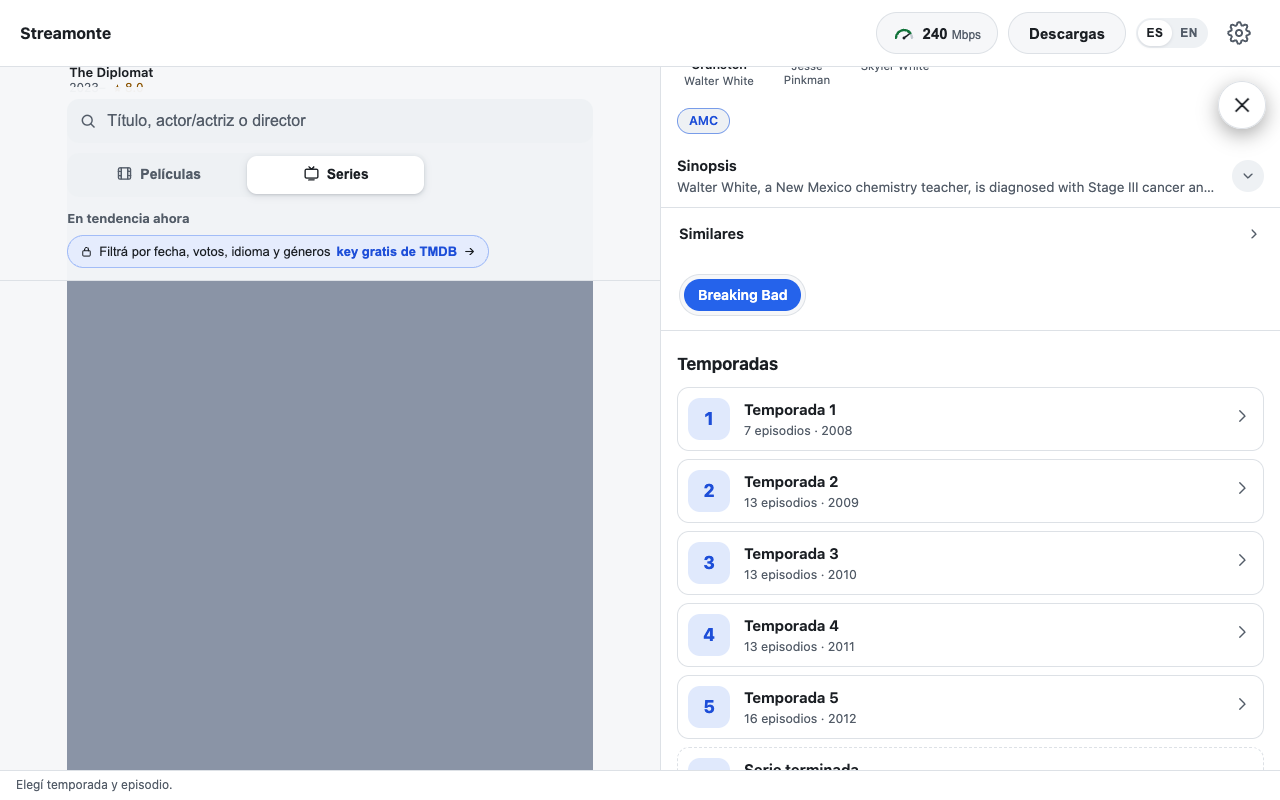 Streamonte
240 Mbps
Descargas
ES EN
The Diplomat
Título, actor/actriz o director
Películas
Series
En tendencia ahora
Filtrá por fecha, votos, idioma y géneros key gratis de TMDB →
Walter White
Jesse
Pinkman
Skyler White
AMC
Sinopsis
Walter White, a New Mexico chemistry teacher, is diagnosed with Stage III cancer an...
Similares
Breaking Bad
Temporadas
1
Temporada 1
7 episodios · 2008
2
Temporada 2
13 episodios · 2009
3
Temporada 3
13 episodios · 2010
4
Temporada 4
13 episodios · 2011
5
Temporada 5
16 episodios · 2012
Serie terminada
Elegí temporada y episodio.